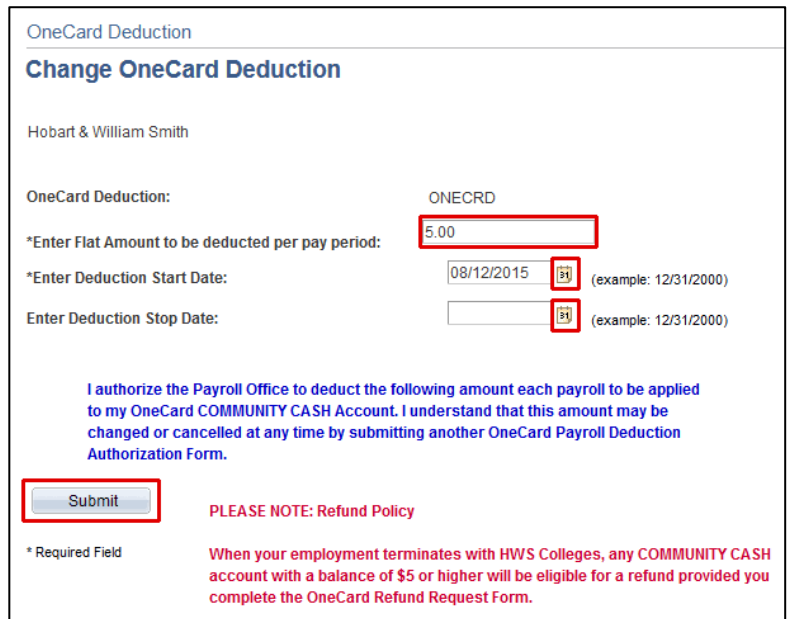 OneCard Deduction
Change OneCard Deduction
Hobart & William Smith
OneCard Deduction: ONECRD
*Enter Flat Amount to be deducted per pay period: 5.00
*Enter Deduction Start Date: 08/12/2015 31 (example: 12/31/2000)
Enter Deduction Stop Date: 31 (example: 12/31/2000)
I authorize the Payroll Office to deduct the following amount each payroll to be applied
to my OneCard COMMUNITY CASH Account. I understand that this amount may be
changed or cancelled at any time by submitting another OneCard Payroll Deduction
Authorization Form.
Submit
PLEASE NOTE: Refund Policy
* Required Field
When your employment terminates with HWS Colleges, any COMMUNITY CASH
account with a balance of $5 or higher will be eligible for a refund provided you
complete the OneCard Refund Request Form.